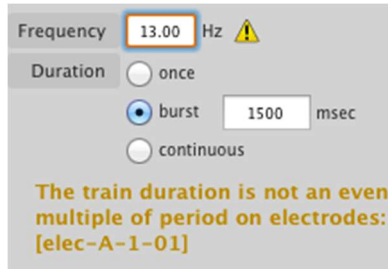 Frequency 13.00 Hz
Duration once
burst 1500 msec
continuous
The train duration is not an even
multiple of period on electrodes:
[elec-A-1-01]